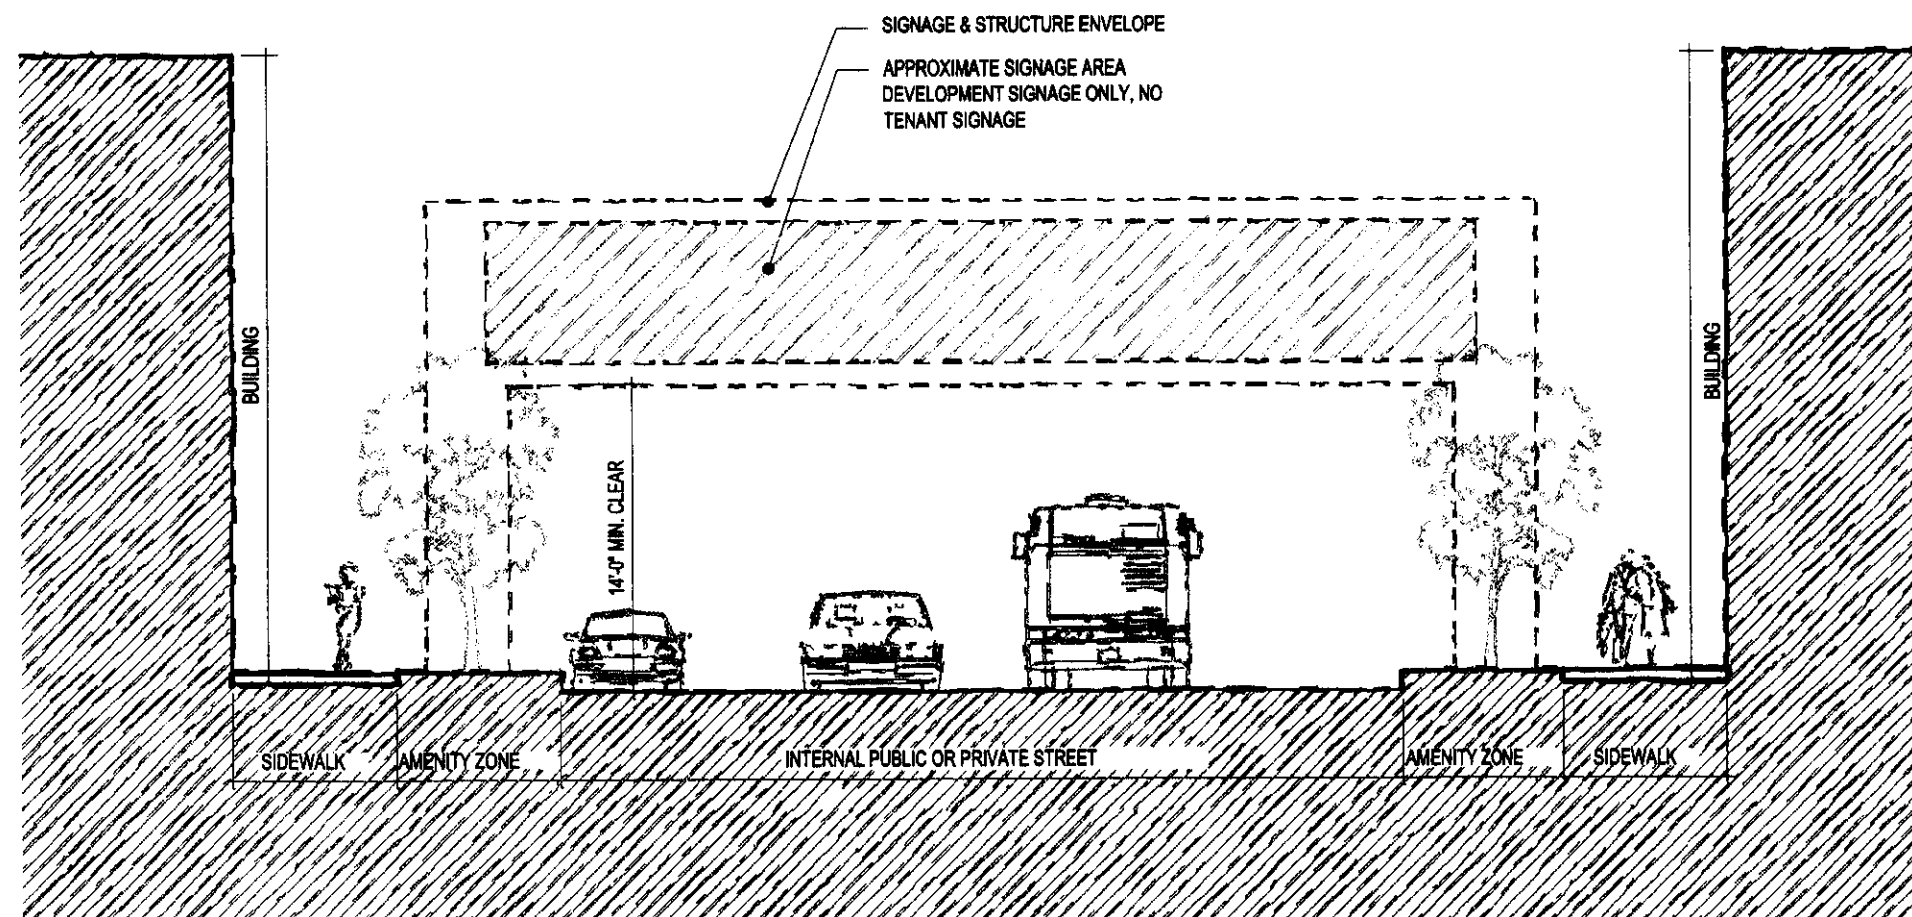 SIGNAGE & STRUCTURE ENVELOPE
APPROXIMATE SIGNAGE AREA
DEVELOPMENT SIGNAGE ONLY, NO
TENANT SIGNAGE
BUILDING
BUILDING
14'-0" MIN. CLEAR
SIDEWALK
AMENITY ZONE
INTERNAL PUBLIC OR PRIVATE STREET
AMENITY ZONE
SIDEWALK